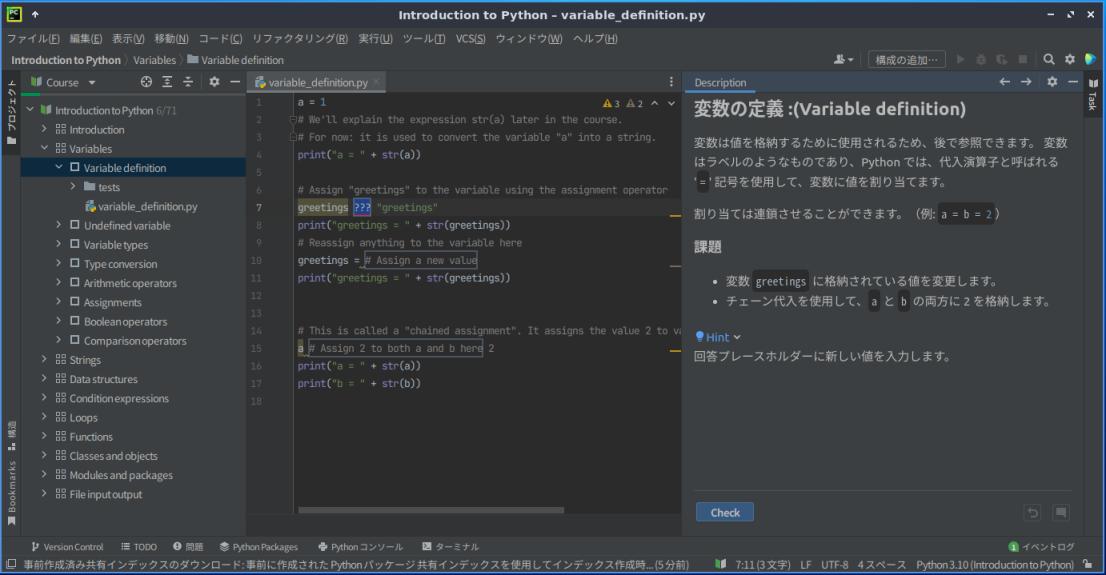 PC
Introduction to Python – variable_definition.py
ファイル(F) 編集(E) 表示(V) 移動(N) コード(C) リファクタリング(R) 実行(U) ツール(T) VCS(S) ウィンドウ(W) ヘルプ(H)
Introduction to Python 〉 Variables 〉 Variable definition
構成の追加…
プロジェクト
Course
variable_definition.py
Description
Task
Introduction to Python 6/71
Introduction
Variables
Variable definition
tests
variable_definition.py
Undefined variable
Variable types
Type conversion
Arithmetic operators
Assignments
Boolean operators
Comparison operators
Strings
Data structures
Condition expressions
Loops
Functions
Classes and objects
Modules and packages
File input output
構造
Bookmarks
3 2
1 a = 1
2 # We'll explain the expression str(a) later in the course.
3 # For now: it is used to convert the variable "a" into a string.
4 print("a = " + str(a))
5
6 # Assign "greetings" to the variable using the assignment operator
7 greetings ??? "greetings"
8 print("greetings = " + str(greetings))
9 # Reassign anything to the variable here
10 greetings = # Assign a new value
11 print("greetings = " + str(greetings))
12
13
14 # This is called a "chained assignment". It assigns the value 2 to va
15 a # Assign 2 to both a and b here 2
16 print("a = " + str(a))
17 print("b = " + str(b))
18
変数の定義 :(Variable definition)
変数は値を格納するために使用されるため、後で参照できます。 変数
はラベルのようなものであり、Python では、代入演算子と呼ばれる
' = ' 記号を使用して、変数に値を割り当てます。
割り当ては連鎖させることができます。（例: a = b = 2 ）
課題
• 変数 greetings に格納されている値を変更します。
• チェーン代入を使用して、 a と b の両方に 2 を格納します。
Hint
回答プレースホルダーに新しい値を入力します。
Check
Version Control TODO 問題 Python Packages Python コンソール ターミナル 1 イベントログ
事前作成済み共有インデックスのダウンロード: 事前に作成された Python パッケージ 共有インデックスを使用してインデックス作成時... (5 分前) 7:11 (3 文字) LF UTF-8 4 スペース Python 3.10 (Introduction to Python)